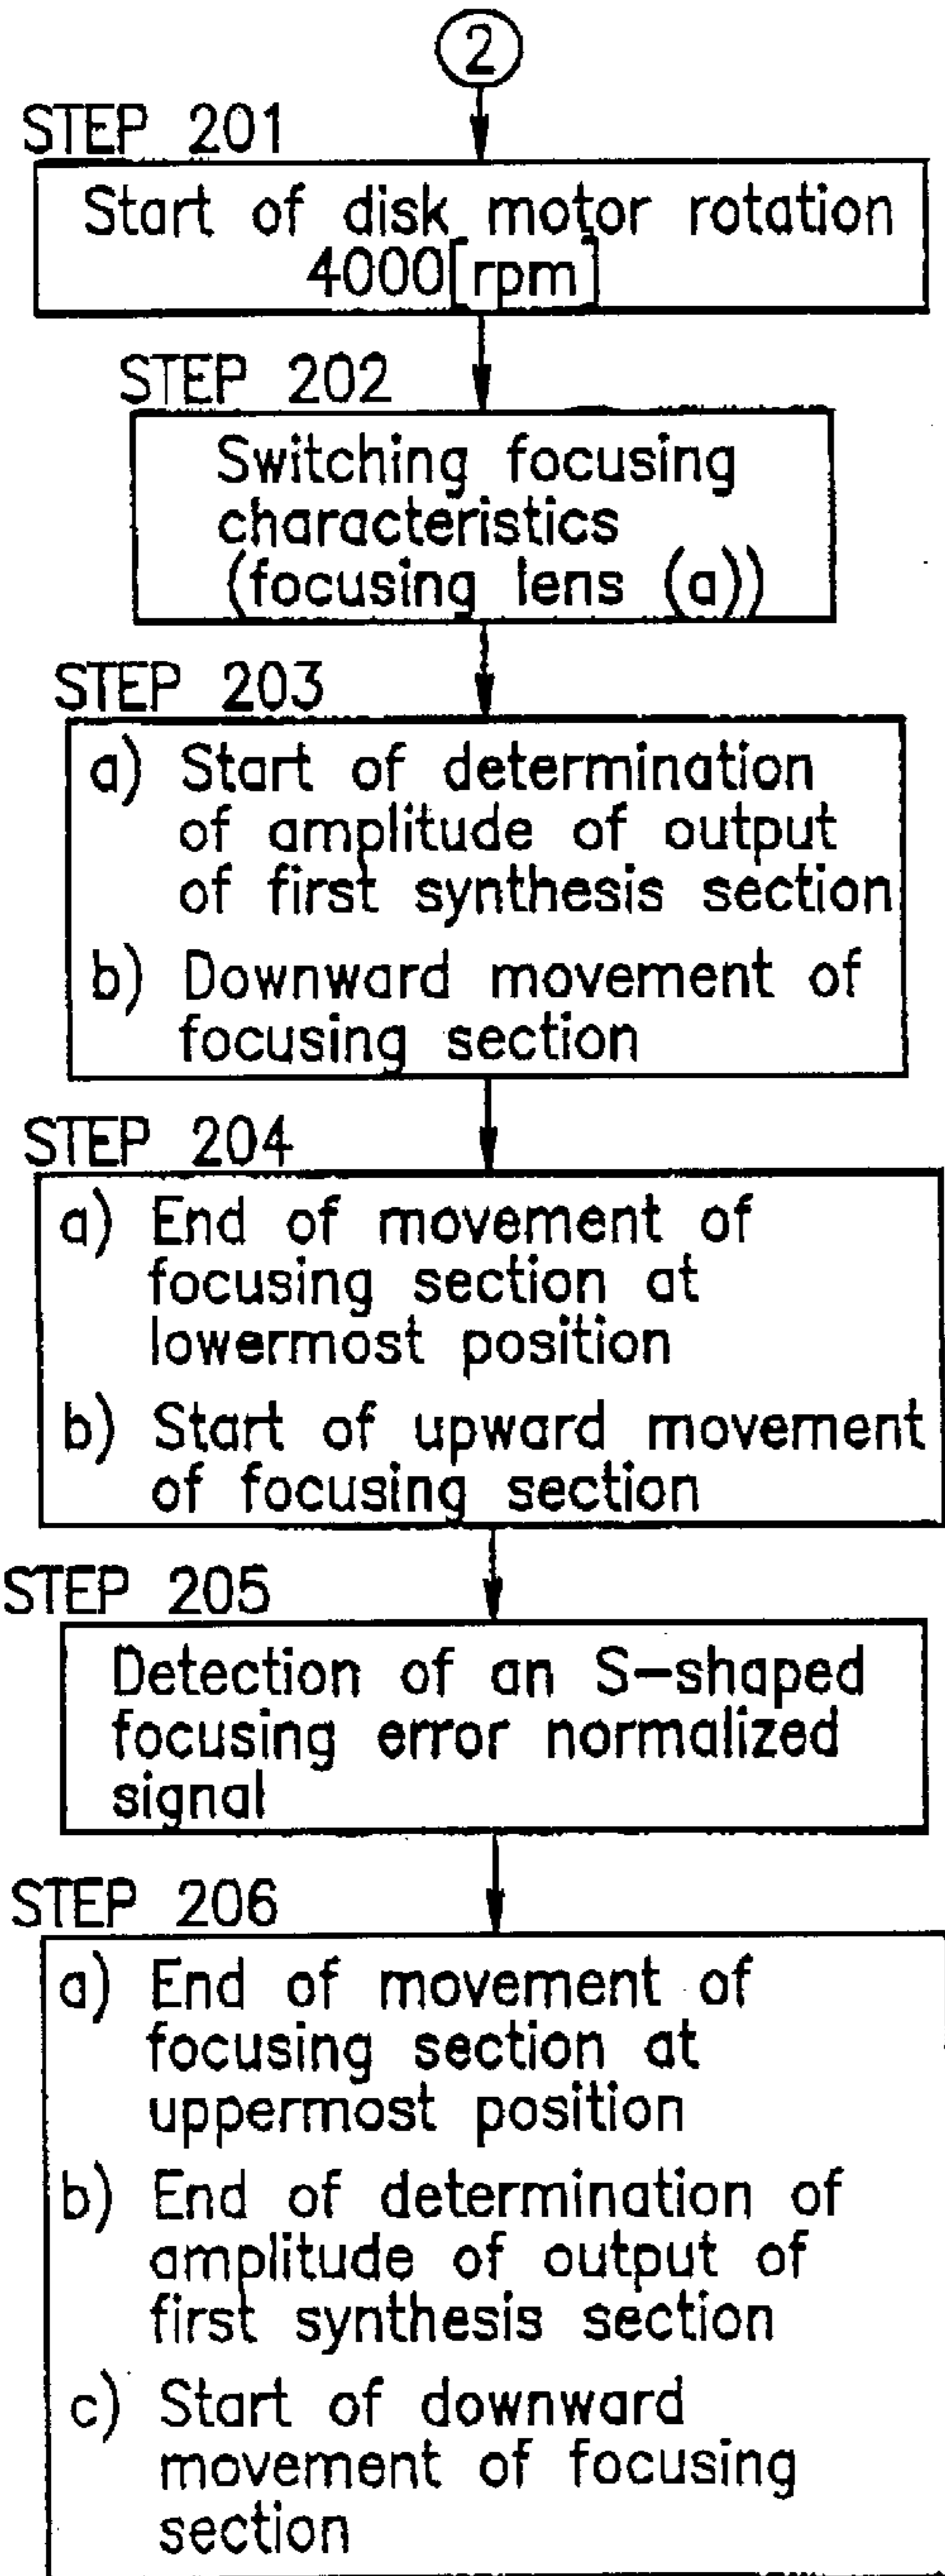 2
STEP 201
Start of disk motor rotation
4000[rpm]
STEP 202
Switching focusing
characteristics
(focusing lens (a))
STEP 203
a) Start of determination
of amplitude of output
of first synthesis section
b) Downward movement of
focusing section
STEP 204
a) End of movement of
focusing section at
lowermost position
b) Start of upward movement
of focusing section
STEP 205
Detection of an S-shaped
focusing error normalized
signal
STEP 206
a) End of movement of
focusing section at
uppermost position
b) End of determination of
amplitude of output of
first synthesis section
c) Start of downward
movement of focusing
section